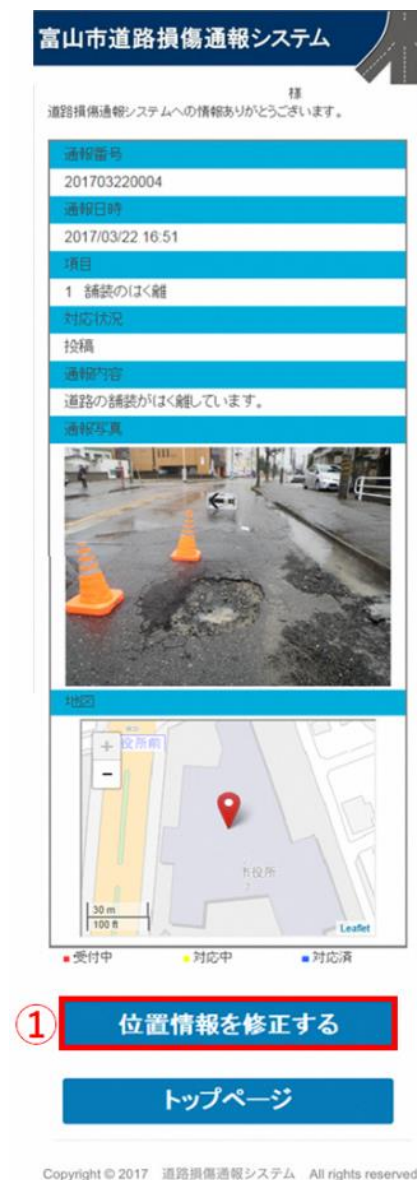 富山市道路損傷通報システム
様
道路損傷通報システムへの情報ありがとうございます。
通報番号
201703220004
通報日時
2017/03/22 16:51
項目
1 舗装のはく離
対応状況
投稿
通報内容
道路の舗装がはく離しています。
通報写真
地図
+
役所前
−
市役所
30 m
100 ft
Leaflet
受付中 対応中 対応済
① 位置情報を修正する
トップページ
Copyright © 2017 道路損傷通報システム All rights reserved